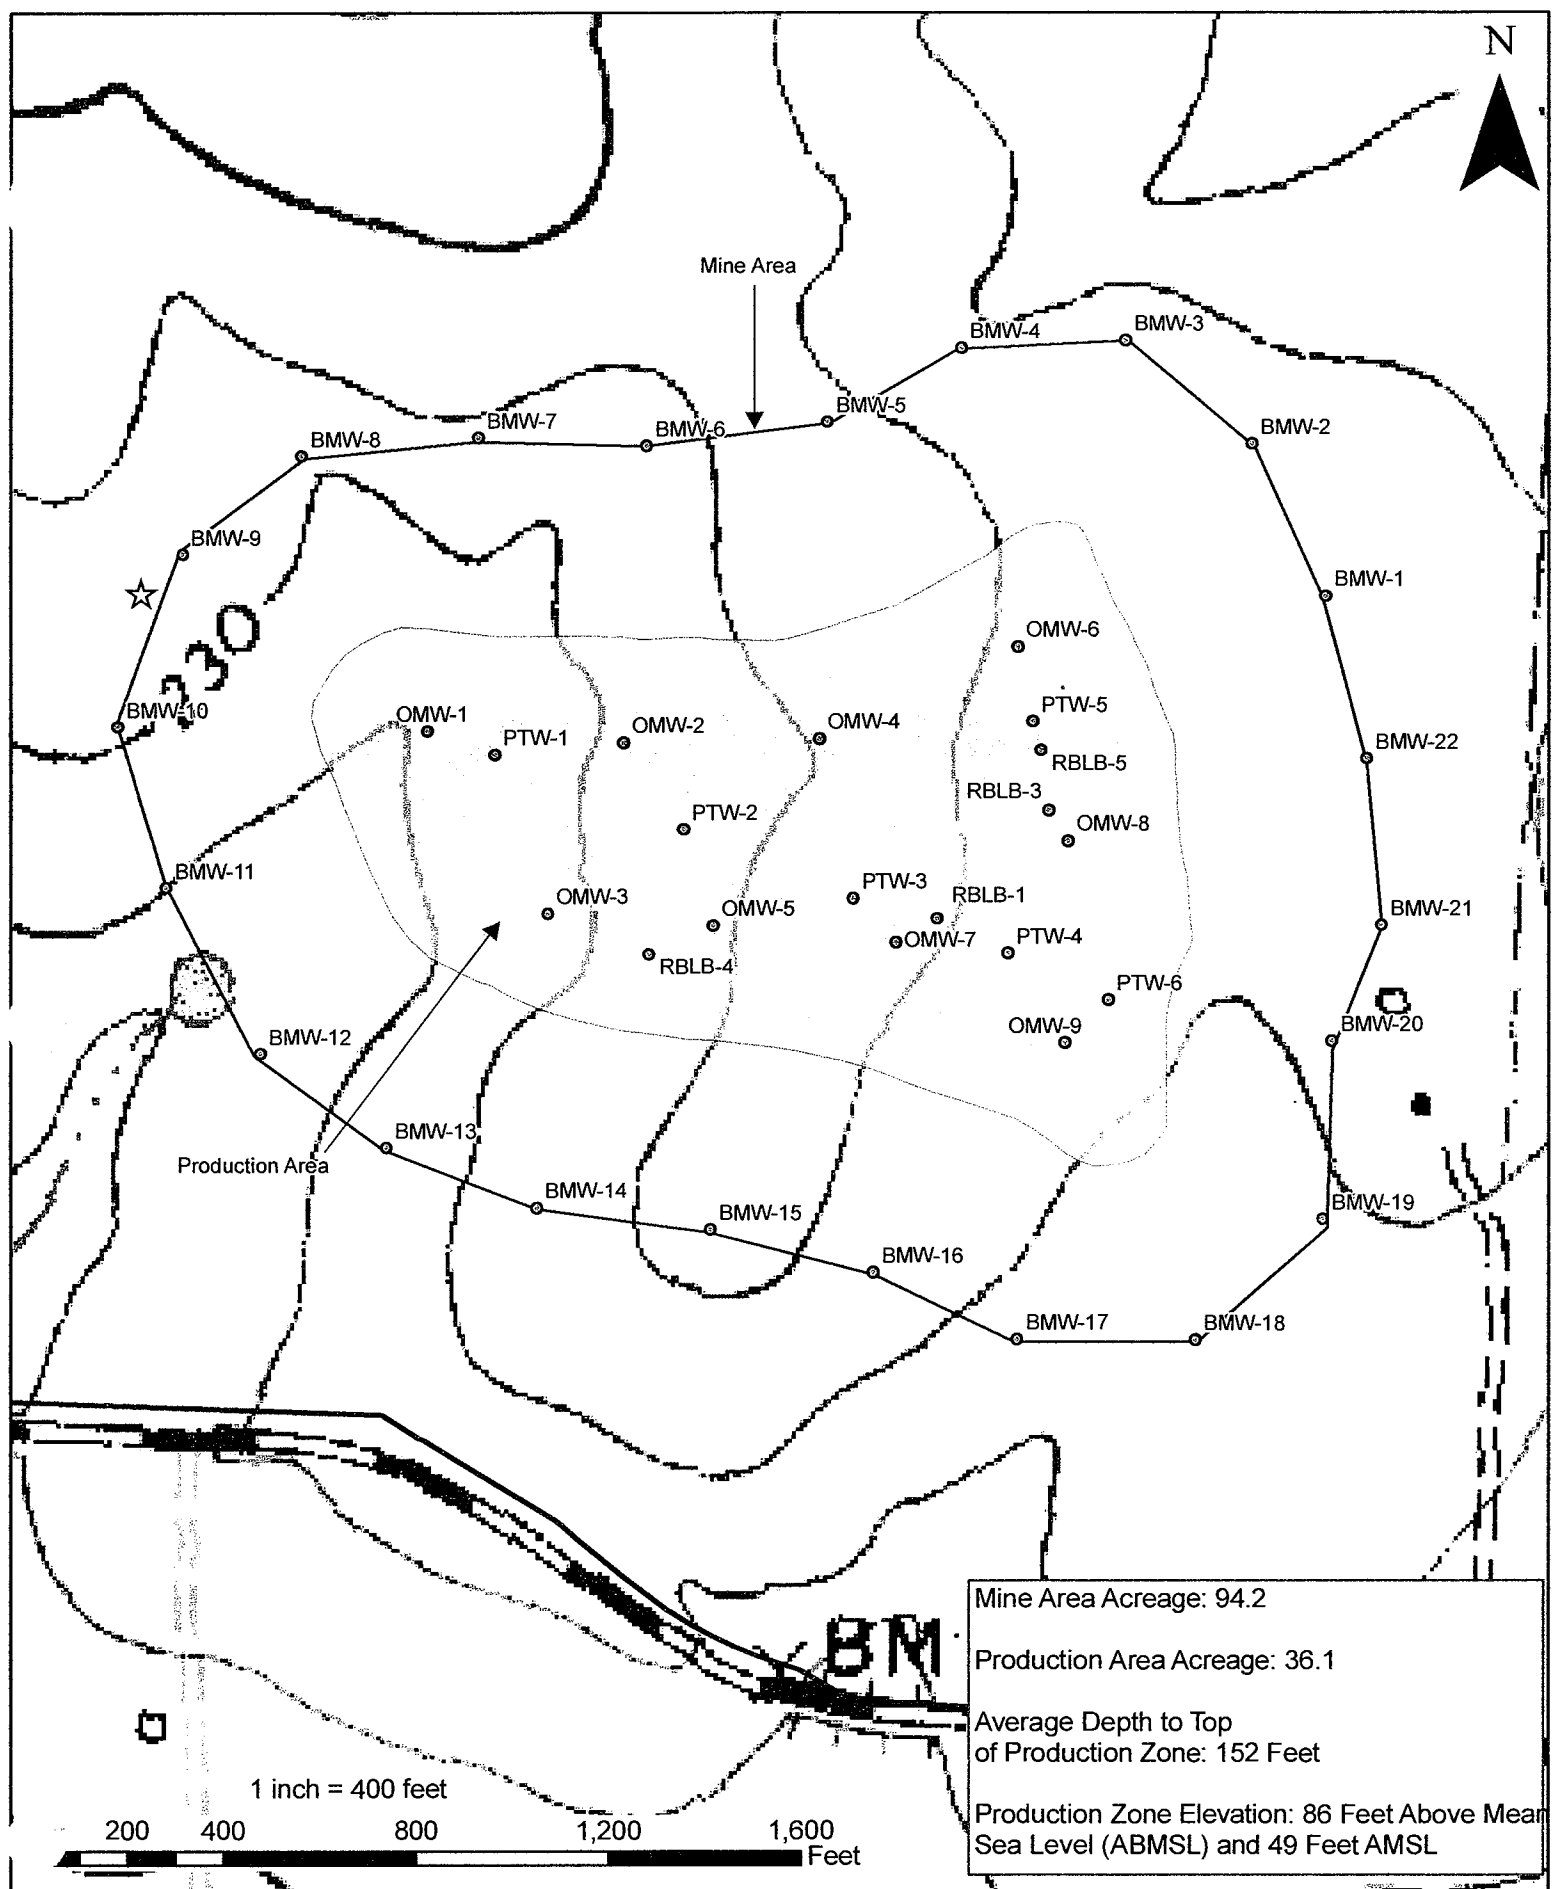 N
Mine Area
BMW-4
BMW-3
BMW-5
BMW-7
BMW-6
BMW-8
BMW-2
BMW-9
BMW-1
230
OMW-6
BMW-10
OMW-1
PTW-1
OMW-2
OMW-4
PTW-5
BMW-22
RBLB-5
RBLB-3
PTW-2
OMW-8
BMW-11
OMW-3
OMW-5
PTW-3
RBLB-1
BMW-21
RBLB-4
OMW-7
PTW-4
PTW-6
BMW-12
OMW-9
BMW-20
BMW-13
Production Area
BMW-14
BMW-15
BMW-19
BMW-16
BMW-17
BMW-18
BM
Mine Area Acreage: 94.2
Production Area Acreage: 36.1
Average Depth to Top
of Production Zone: 152 Feet
Production Zone Elevation: 86 Feet Above Mean
Sea Level (ABMSL) and 49 Feet AMSL
1 inch = 400 feet
200 400 800 1,200 1,600
Feet